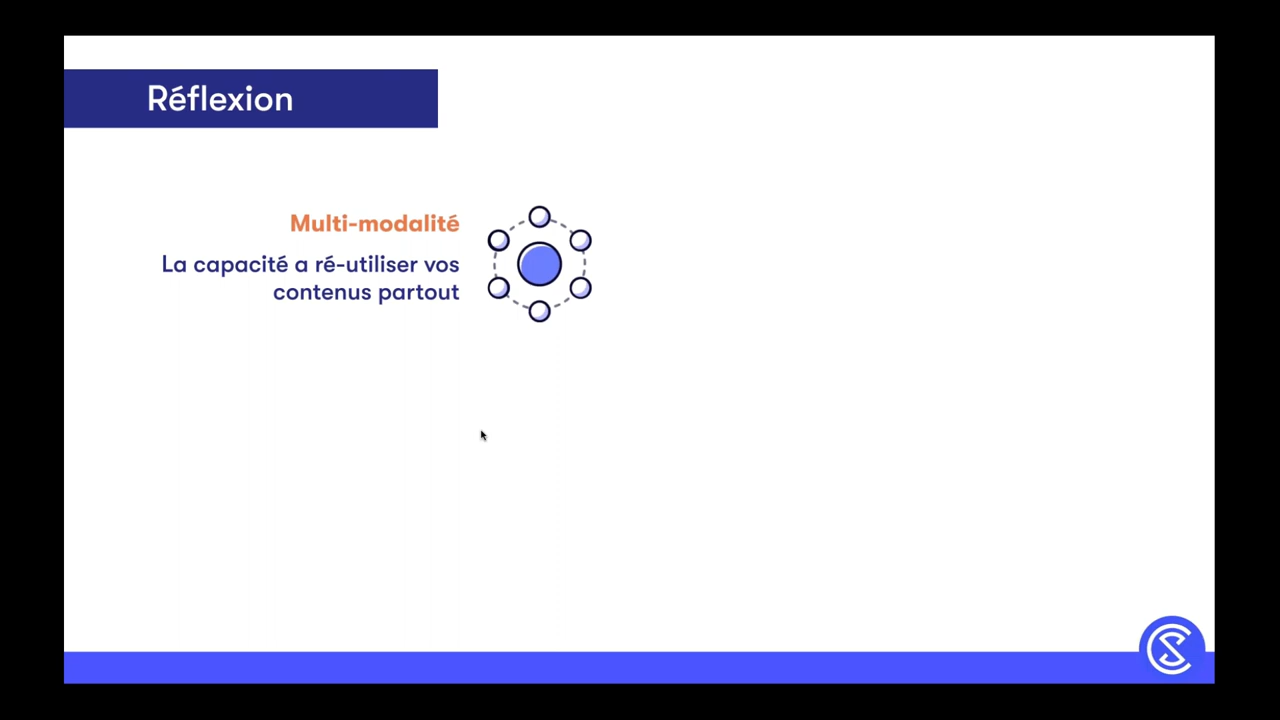 Réflexion
Multi-modalité
La capacité a ré-utiliser vos
contenus partout